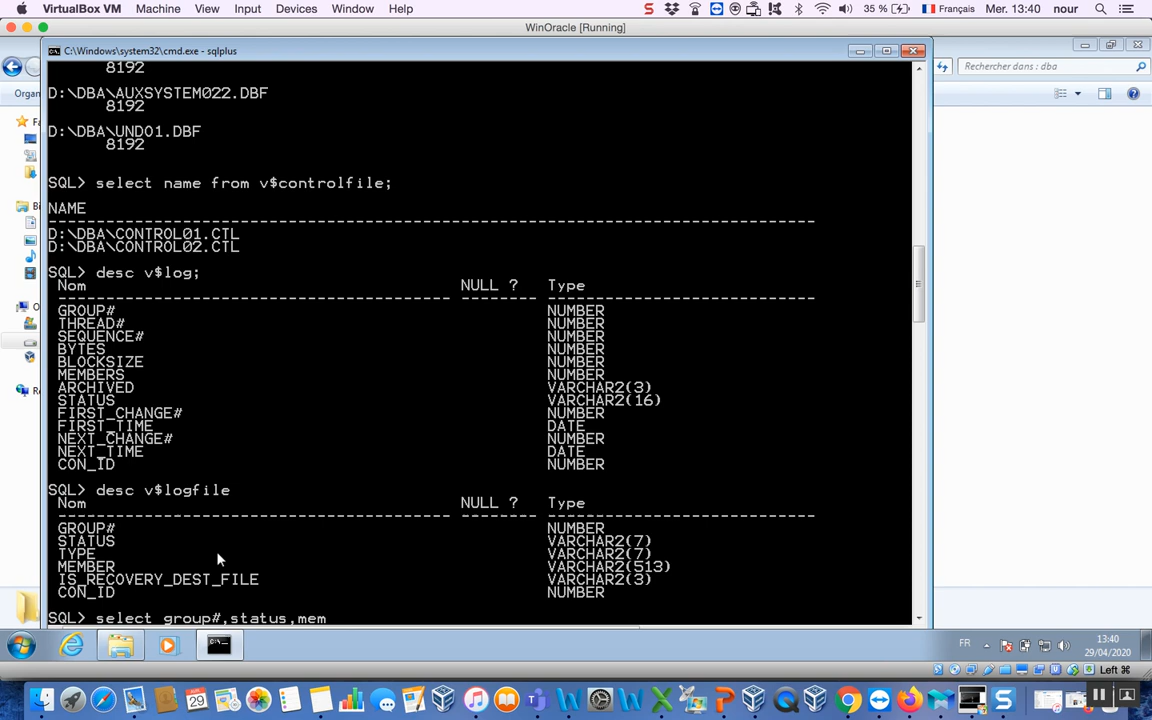 VirtualBox VM Machine View Input Devices Window Help 35 % Français Mer. 13:40 nour
WinOracle [Running]
C:\Windows\system32\cmd.exe - sqlplus
Rechercher dans : dba
Organ
8192
D:\DBA\AUXSYSTEM022.DBF
8192
D:\DBA\UNDO1.DBF
8192
SQL> select name from v$controlfile;
NAME
--------------------------------------------------------------------------------
D:\DBA\CONTROL01.CTL
D:\DBA\CONTROL02.CTL
SQL> desc v$log;
Nom NULL ? Type
----------------------------------------- -------- ----------------------------
GROUP# NUMBER
THREAD# NUMBER
SEQUENCE# NUMBER
BYTES NUMBER
BLOCKSIZE NUMBER
MEMBERS NUMBER
ARCHIVED VARCHAR2(3)
STATUS VARCHAR2(16)
FIRST_CHANGE# NUMBER
FIRST_TIME DATE
NEXT_CHANGE# NUMBER
NEXT_TIME DATE
CON_ID NUMBER
SQL> desc v$logfile
Nom NULL ? Type
----------------------------------------- -------- ----------------------------
GROUP# NUMBER
STATUS VARCHAR2(7)
TYPE VARCHAR2(7)
MEMBER VARCHAR2(513)
IS_RECOVERY_DEST_FILE VARCHAR2(3)
CON_ID NUMBER
SQL> select group#,status,mem
FR 13:40
29/04/2020
Left ⌘